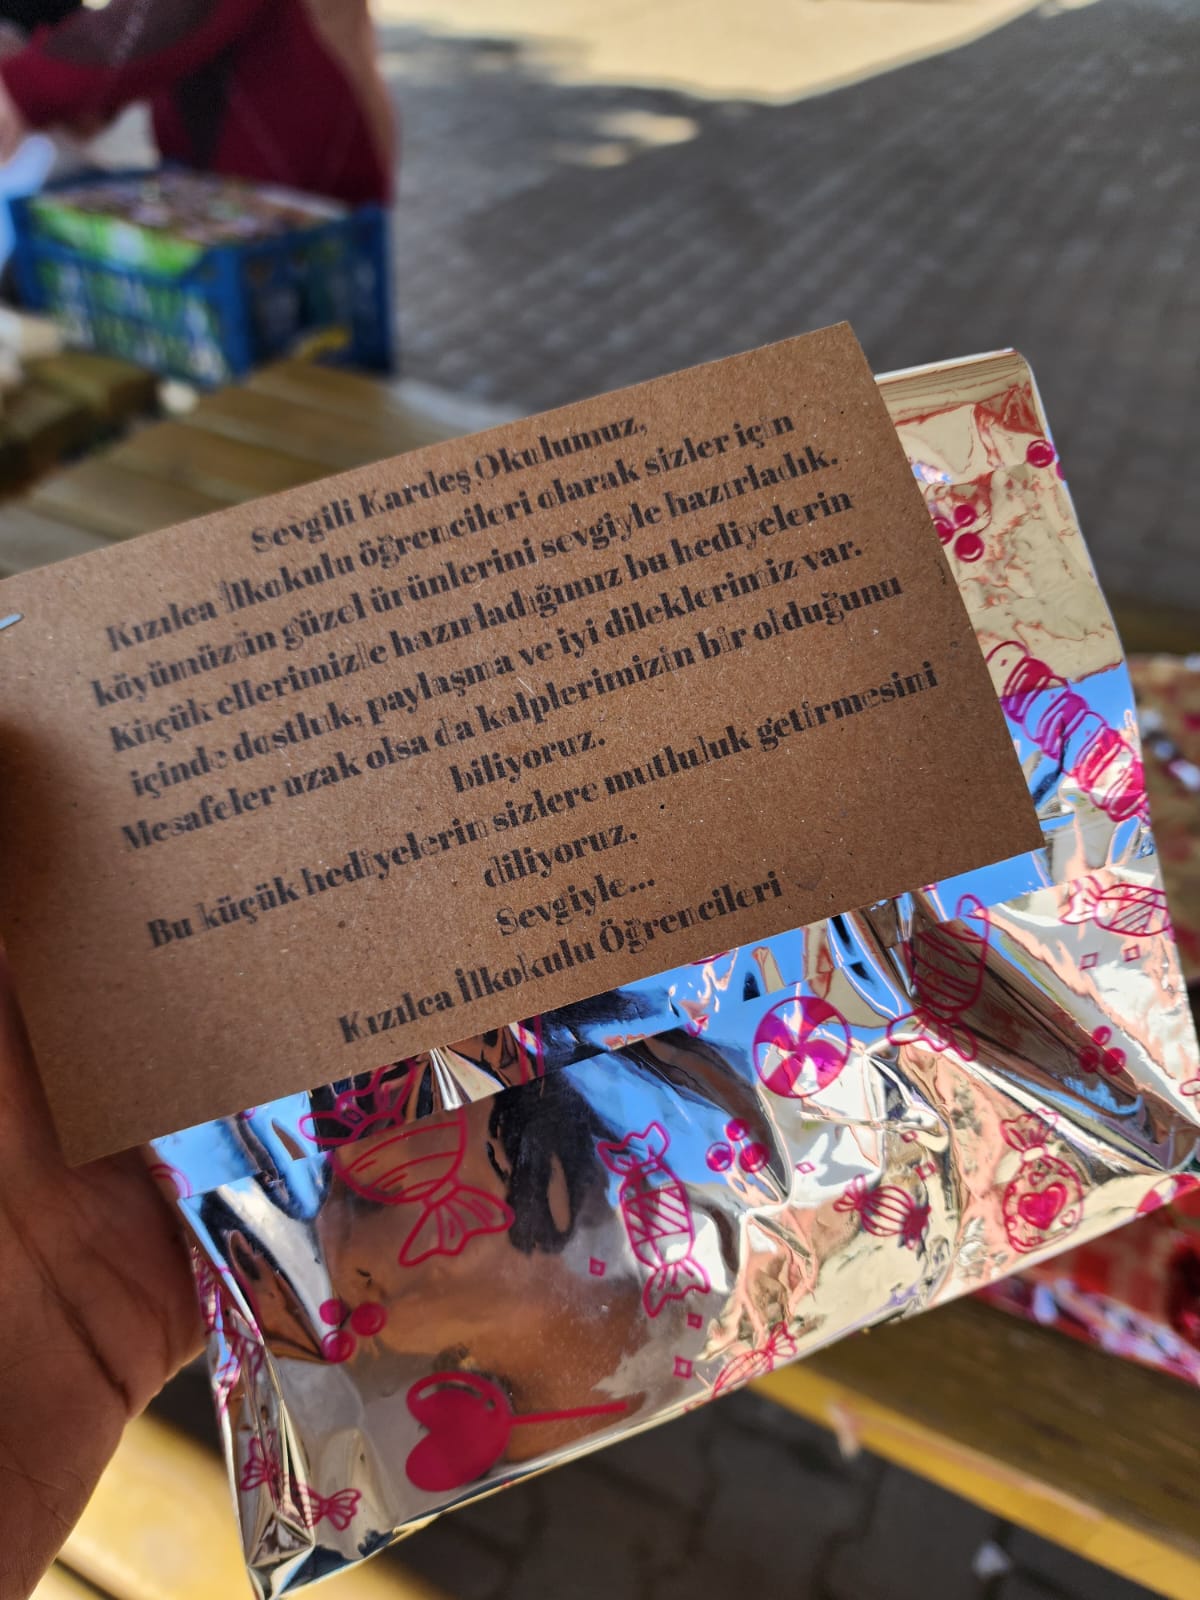 Sevgili Kardeş Okulumuz,
Kızılca İlkokulu öğrencileri olarak sizler için
köyümüzün güzel ürünlerini sevgiyle hazırladık.
Küçük ellerimizle hazırladığımız bu hediyelerin
içinde dostluk, paylaşma ve iyi dileklerimiz var.
Mesafeler uzak olsa da kalplerimizin bir olduğunu
biliyoruz.
Bu küçük hediyelerin sizlere mutluluk getirmesini
diliyoruz.
Sevgiyle...
Kızılca İlkokulu Öğrencileri